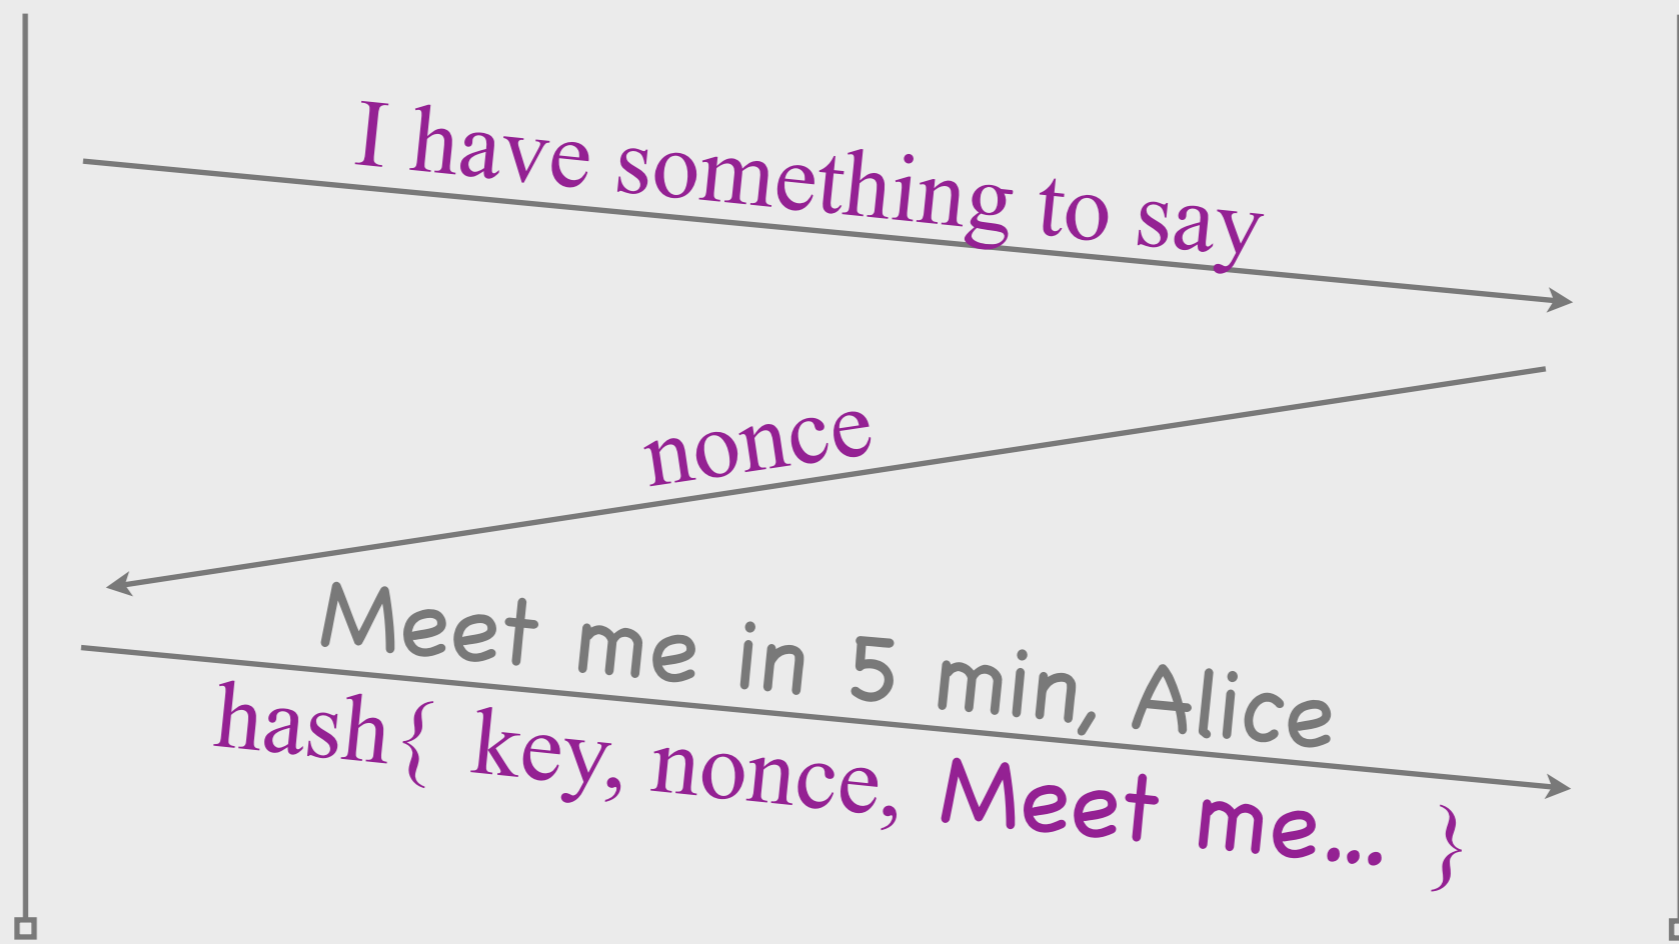 I have something to say
nonce
Meet me in 5 min, Alice
hash{ key, nonce, Meet me... }